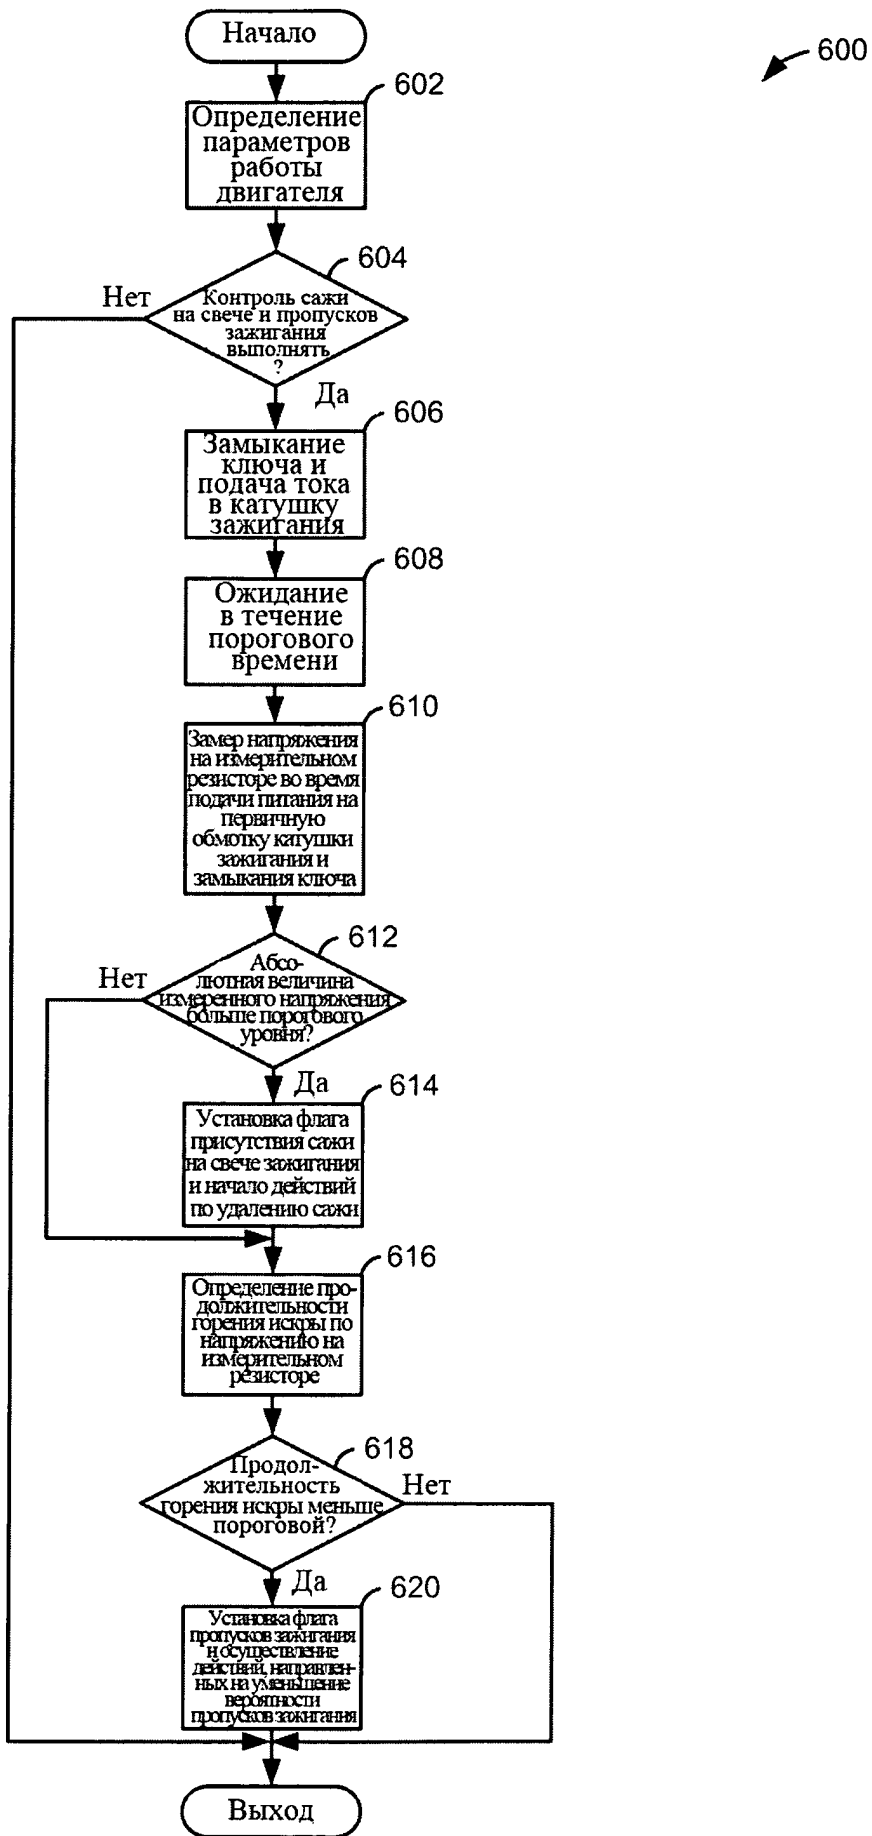 Начало
600
602
Определение
параметров
работы
двигателя
604
Нет
Контроль сажи
на свече и пропусков
зажигания
выполнять
?
Да
606
Замыкание
ключа и
подача тока
в катушку
зажигания
608
Ожидание
в течение
порогового
времени
610
Замер напряжения
на измерительном
резисторе во время
подачи питания на
первичную
обмотку катушки
зажигания и
замыкания ключа
612
Нет
Абсо-
лютная величина
измеренного напряжения
больше порогового
уровня?
Да
614
Установка флага
присутствия сажи
на свече зажигания
и начало действий
по удалению сажи
616
Определение про-
должительности
горения искры по
напряжению на
измерительном
резисторе
618
Продол-
жительность
горения искры меньше
пороговой?
Нет
Да
620
Установка флага
пропусков зажигания
и осуществление
действий, направлен-
ных на уменьшение
вероятности
пропусков зажигания
Выход